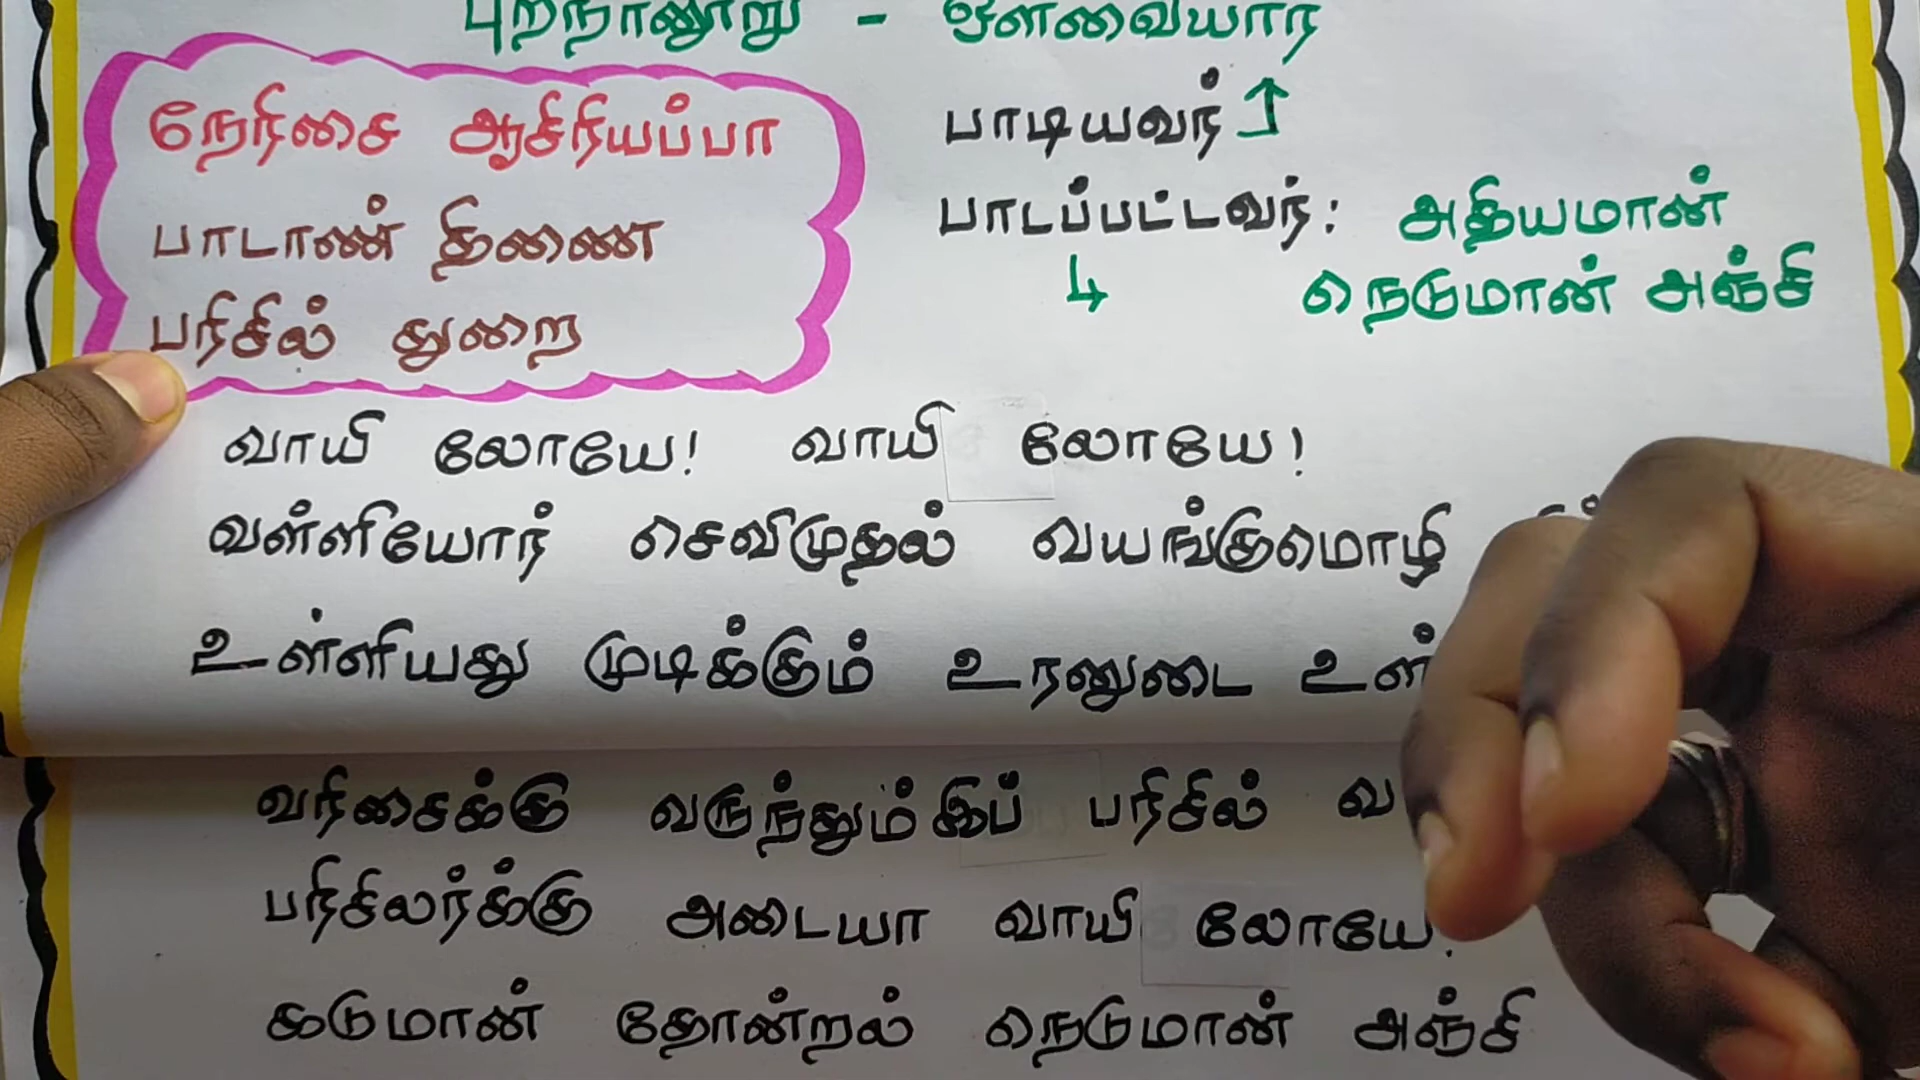 புறநானூறு - ஔவையார்
நேரிசை ஆசிரியப்பா
பாடாண் திணை
பரிசில் துறை
பாடியவர்
பாடப்பட்டவர்: அதியமான்
நெடுமான் அஞ்சி
வாயி லோயே! வாயி லோயே!
வள்ளியோர் செவிமுதல் வயங்குமொழி
உள்ளியது முடிக்கும் உரனுடை
வரிசைக்கு வருந்தும்இப் பரிசில்
பரிசிலர்க்கு அடையா வாயி லோயே
கடுமான் தோன்றல் நெடுமான் அஞ்சி